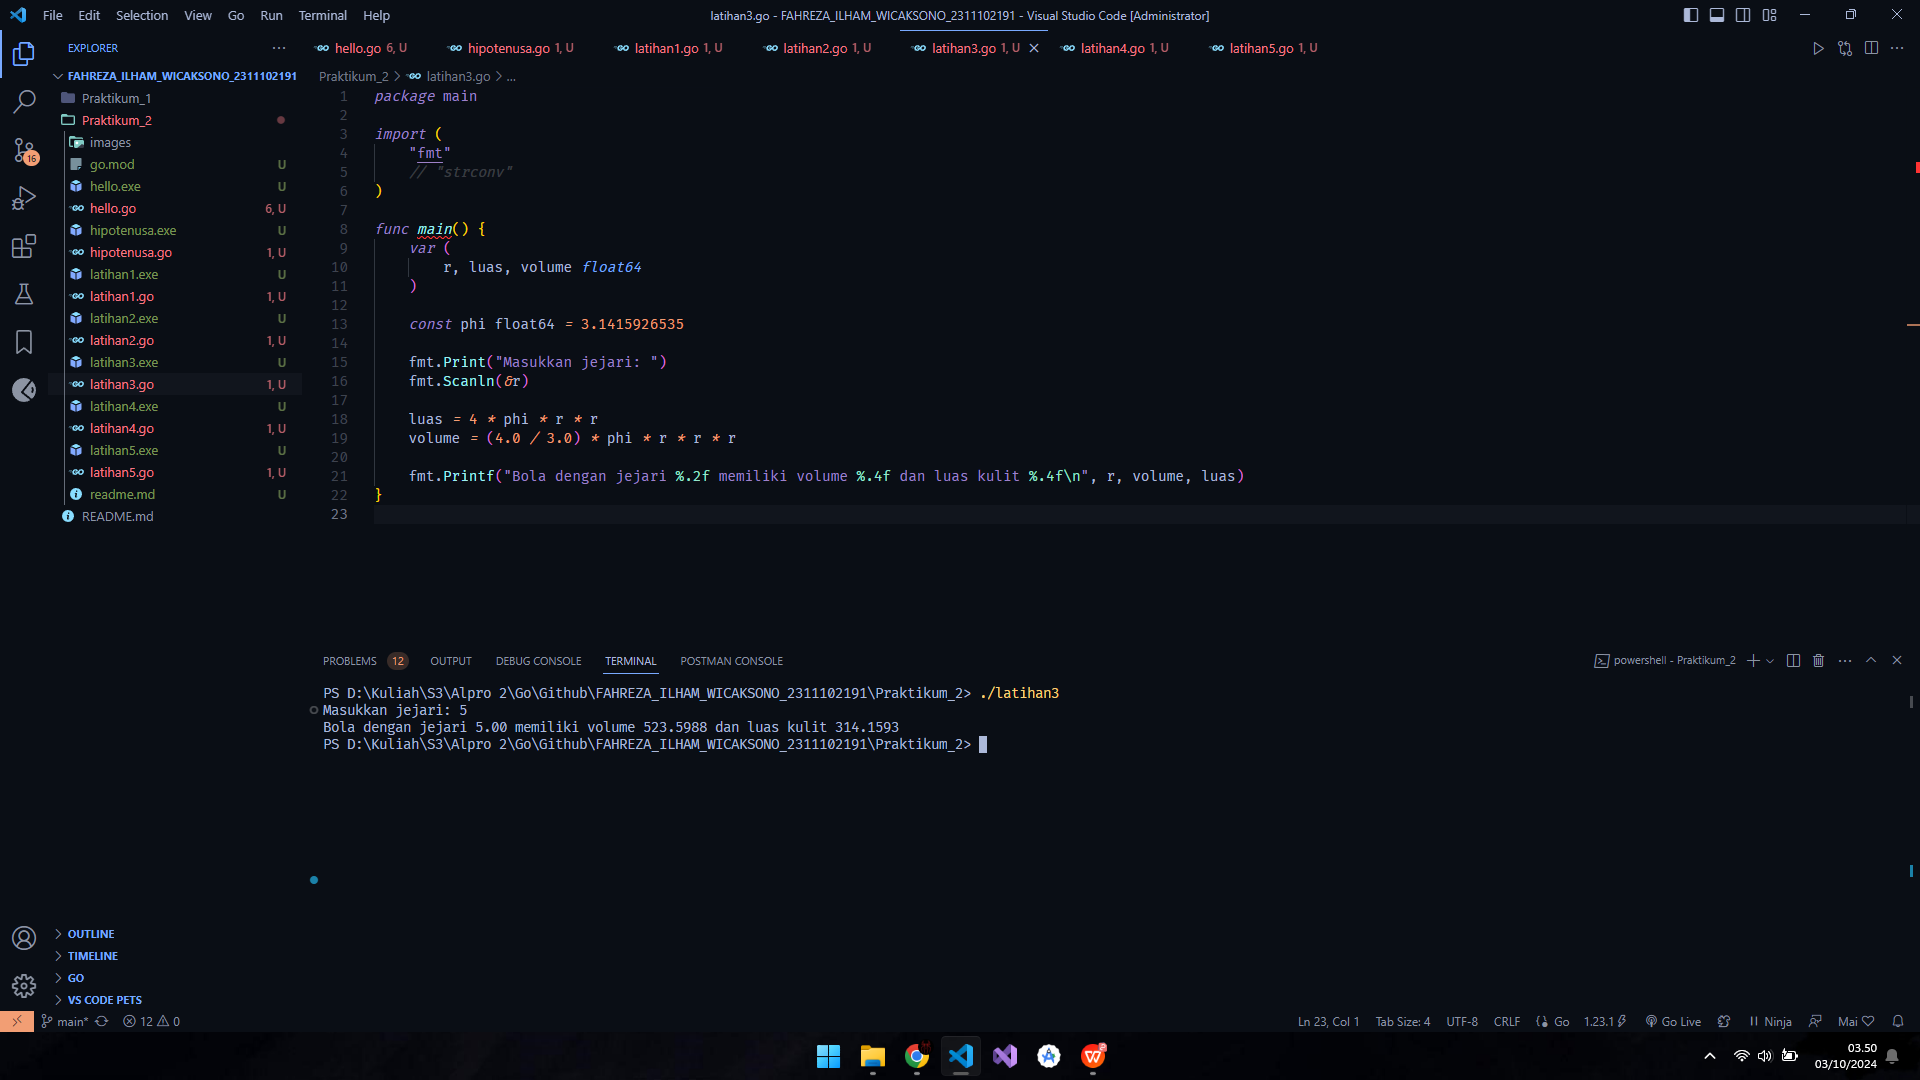 File Edit Selection View Go Run Terminal Help
latihan3.go - FAHREZA_ILHAM_WICAKSONO_2311102191 - Visual Studio Code [Administrator]
EXPLORER
hello.go 6, U
hipotenusa.go 1, U
latihan1.go 1, U
latihan2.go 1, U
latihan3.go 1, U
latihan4.go 1, U
latihan5.go 1, U
FAHREZA_ILHAM_WICAKSONO_2311102191
Praktikum_1
Praktikum_2
images
go.mod U
hello.exe U
hello.go 6, U
hipotenusa.exe U
hipotenusa.go 1, U
latihan1.exe U
latihan1.go 1, U
latihan2.exe U
latihan2.go 1, U
latihan3.exe U
latihan3.go 1, U
latihan4.exe U
latihan4.go 1, U
latihan5.exe U
latihan5.go 1, U
readme.md U
README.md
16
OUTLINE
TIMELINE
GO
VS CODE PETS
Praktikum_2 > latihan3.go > ...
1 package main
2
3 import (
4 "fmt"
5 // "strconv"
6 )
7
8 func main() {
9 var (
10 r, luas, volume float64
11 )
12
13 const phi float64 = 3.1415926535
14
15 fmt.Print("Masukkan jejari: ")
16 fmt.Scanln(&r)
17
18 luas = 4 * phi * r * r
19 volume = (4.0 / 3.0) * phi * r * r * r
20
21 fmt.Printf("Bola dengan jejari %.2f memiliki volume %.4f dan luas kulit %.4f\n", r, volume, luas)
22 }
23
PROBLEMS 12 OUTPUT DEBUG CONSOLE TERMINAL POSTMAN CONSOLE
powershell - Praktikum_2
PS D:\Kuliah\S3\Alpro 2\Go\Github\FAHREZA_ILHAM_WICAKSONO_2311102191\Praktikum_2> ./latihan3
Masukkan jejari: 5
Bola dengan jejari 5.00 memiliki volume 523.5988 dan luas kulit 314.1593
PS D:\Kuliah\S3\Alpro 2\Go\Github\FAHREZA_ILHAM_WICAKSONO_2311102191\Praktikum_2>
main* 12 0
Ln 23, Col 1 Tab Size: 4 UTF-8 CRLF Go 1.23.1 Go Live Ninja Mai
03.50
03/10/2024